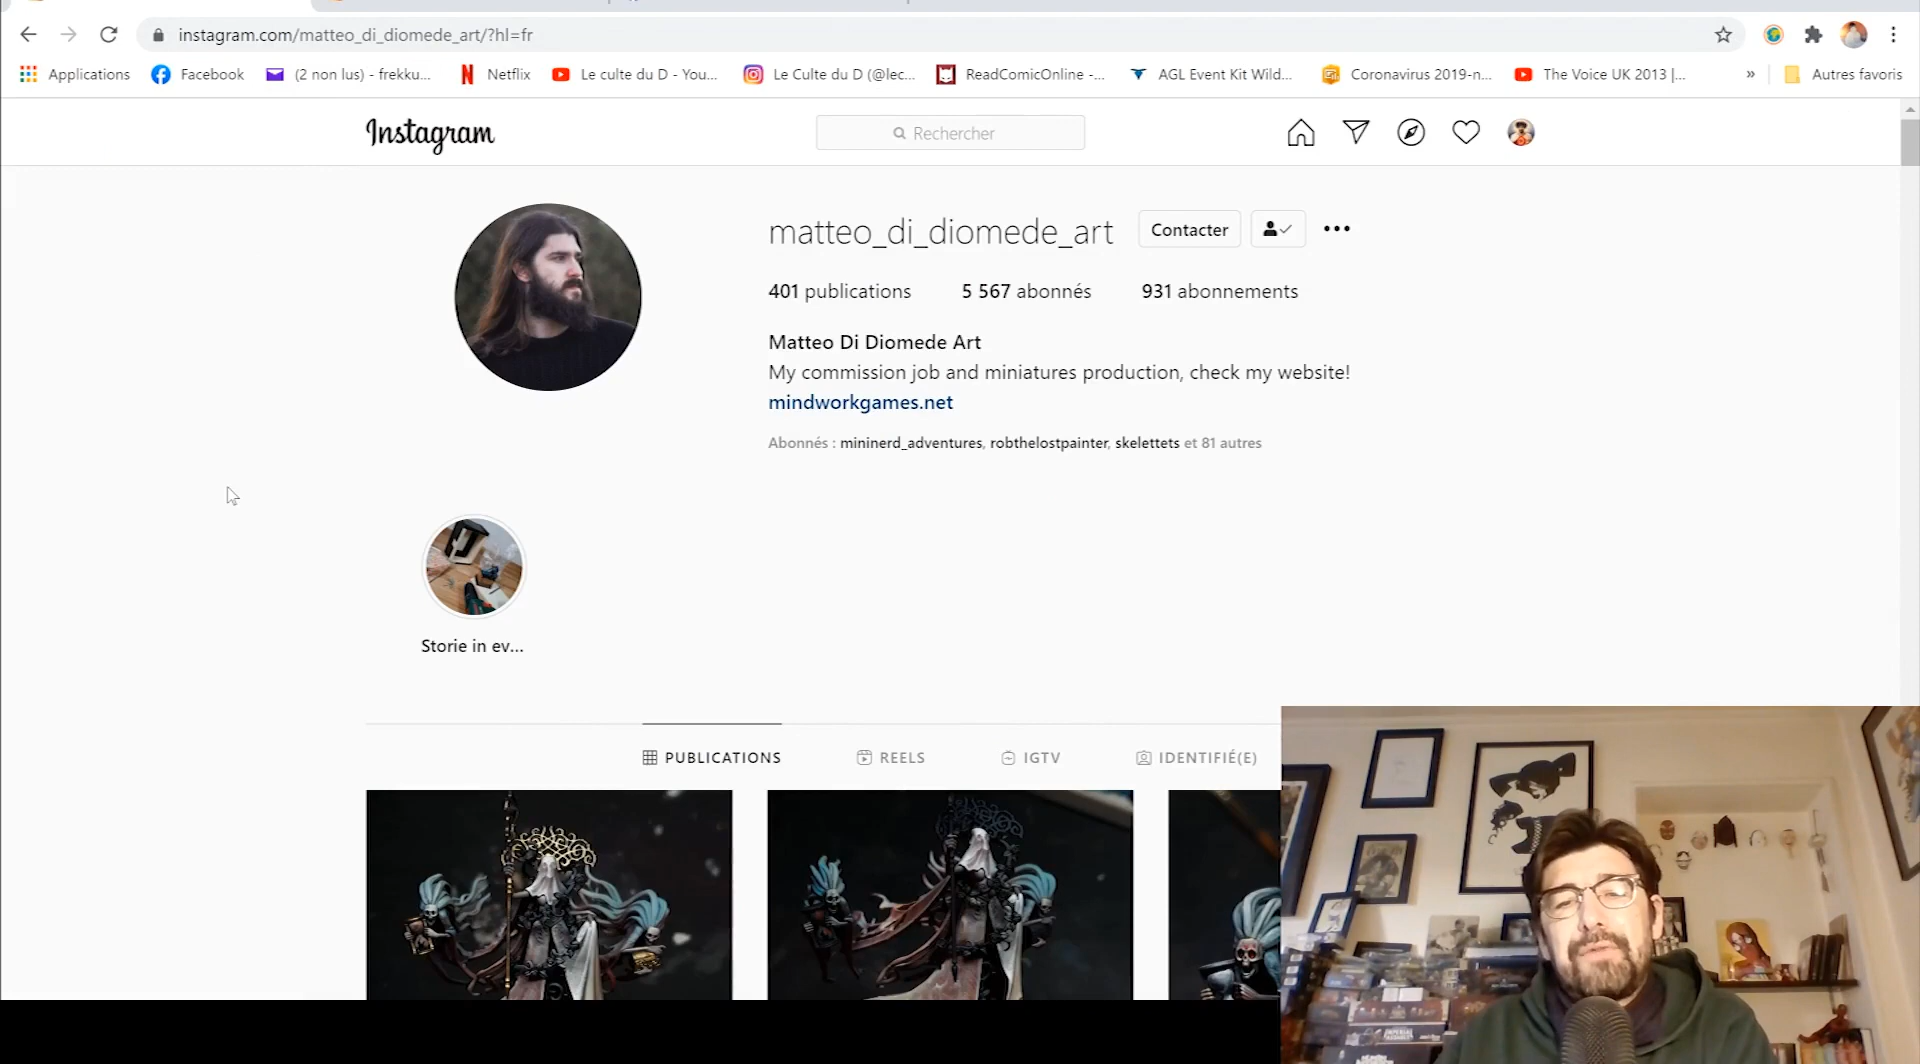 instagram.com/matteo_di_diomede_art/?hl=fr
Applications Facebook (2 non lus) - frekku... Netflix Le culte du D - You... Le Culte du D (@lec... ReadComicOnline -... AGL Event Kit Wild... Coronavirus 2019-n... The Voice UK 2013 |... » Autres favoris
Instagram Rechercher
matteo_di_diomede_art Contacter
401 publications 5 567 abonnés 931 abonnements
Matteo Di Diomede Art
My commission job and miatures production, check my website!
mindworkgames.net
Abonnés : mininerd_adventures, robthelostpainter, skelettets et 81 autres
Storie in ev...
PUBLICATIONS REELS IGTV IDENTIFIÉ(E)